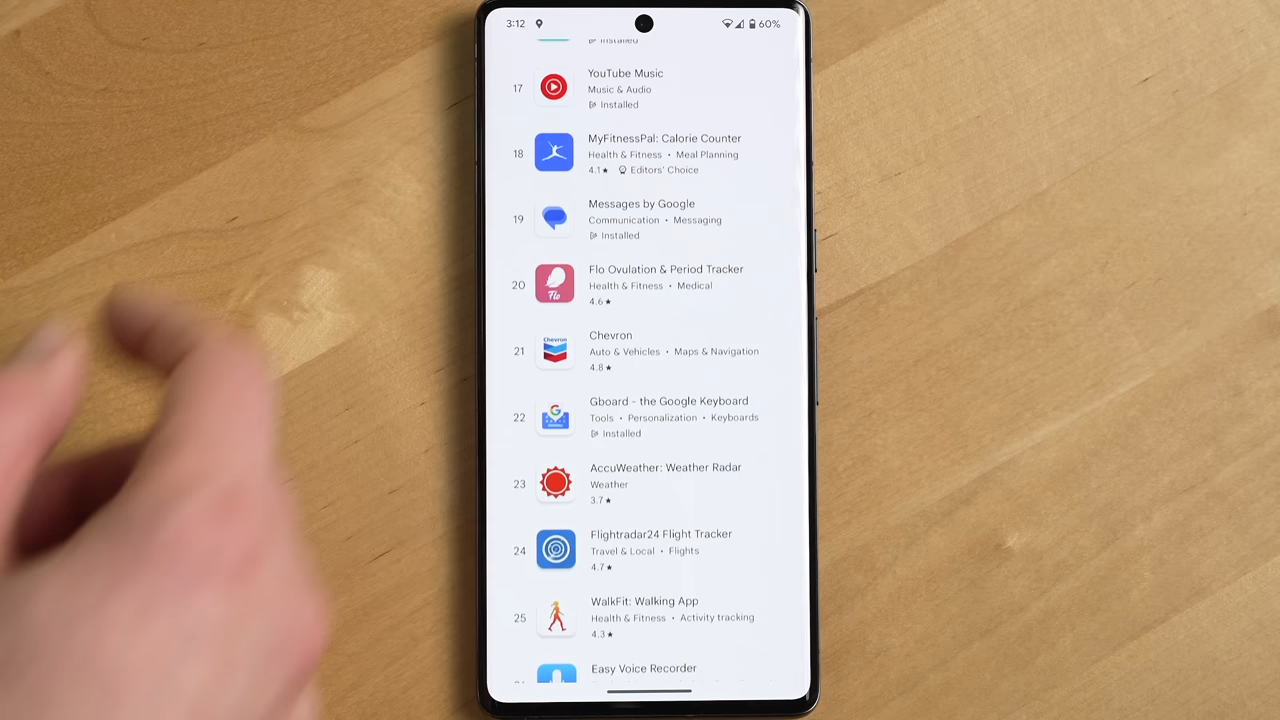 3:12
60%
Installed
17
YouTube Music
Music & Audio
Installed
18
MyFitnessPal: Calorie Counter
Health & Fitness • Meal Planning
4.1★ Editors' Choice
19
Messages by Google
Communication • Messaging
Installed
20
Flo
Flo Ovulation & Period Tracker
Health & Fitness • Medical
4.6★
21
Chevron
Chevron
Auto & Vehicles • Maps & Navigation
4.8★
22
G
Gboard - the Google Keyboard
Tools • Personalization • Keyboards
Installed
23
AccuWeather: Weather Radar
Weather
3.7★
24
Flightradar24 Flight Tracker
Travel & Local • Flights
4.7★
25
WalkFit: Walking App
Health & Fitness • Activity tracking
4.3★
Easy Voice Recorder